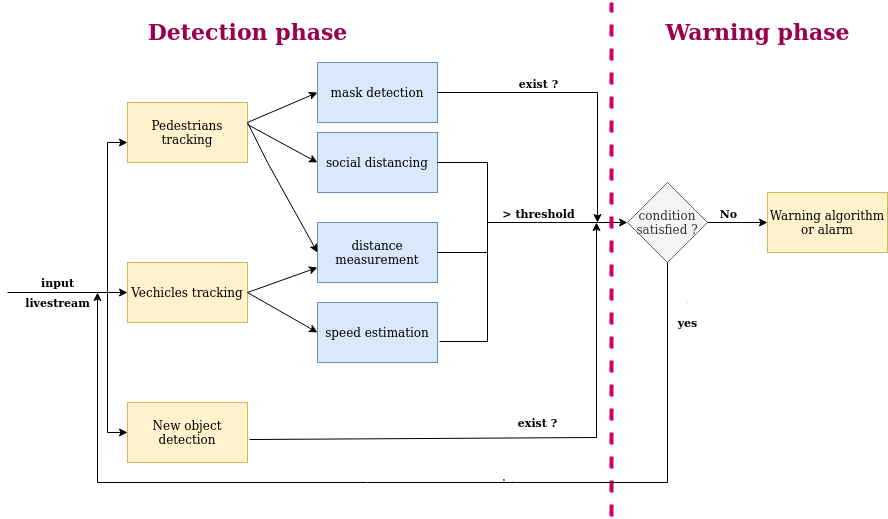 Detection phase
Warning phase
mask detection
exist ?
Pedestrians
tracking
social distancing
> threshold
condition
satisfied ?
No
Warning algorithm
or alarm
distance
measurement
input
livestream
Vechicles tracking
speed estimation
yes
New object
detection
exist ?